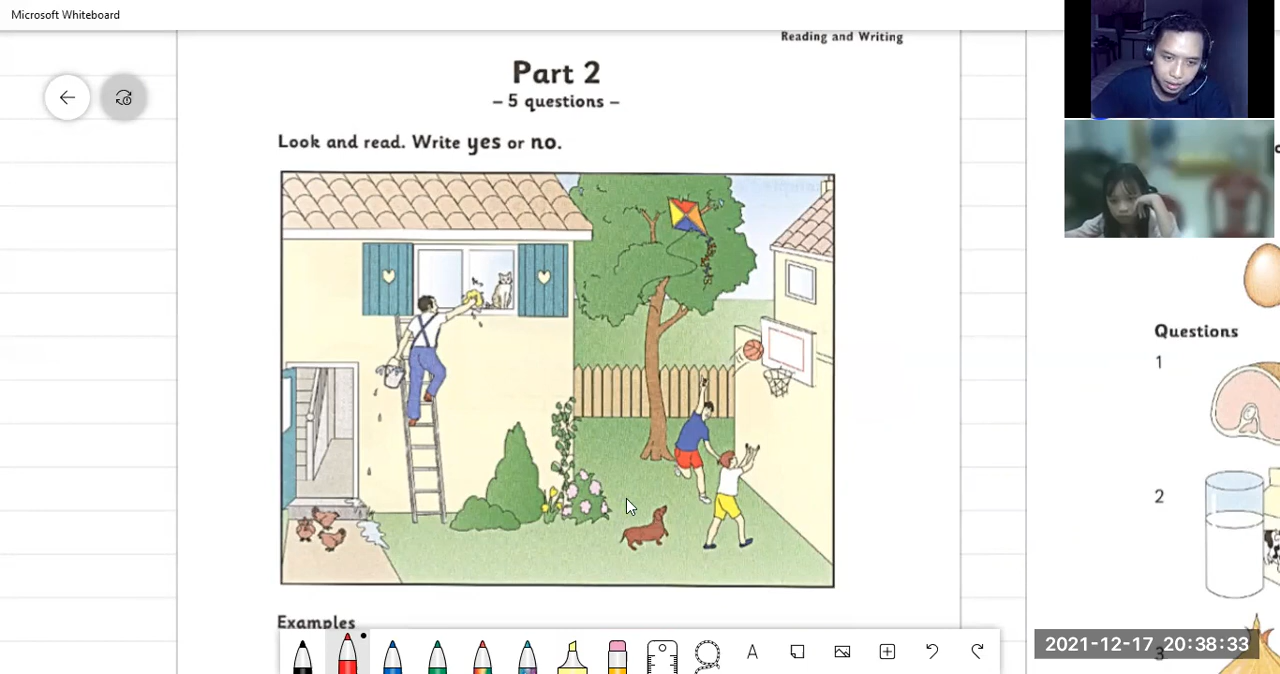 Microsoft Whiteboard
Reading and Writing
Part 2
– 5 questions –
Look and read. Write yes or no.
Examples
Questions
1
2
3
A
2021-12-17 20:38:33